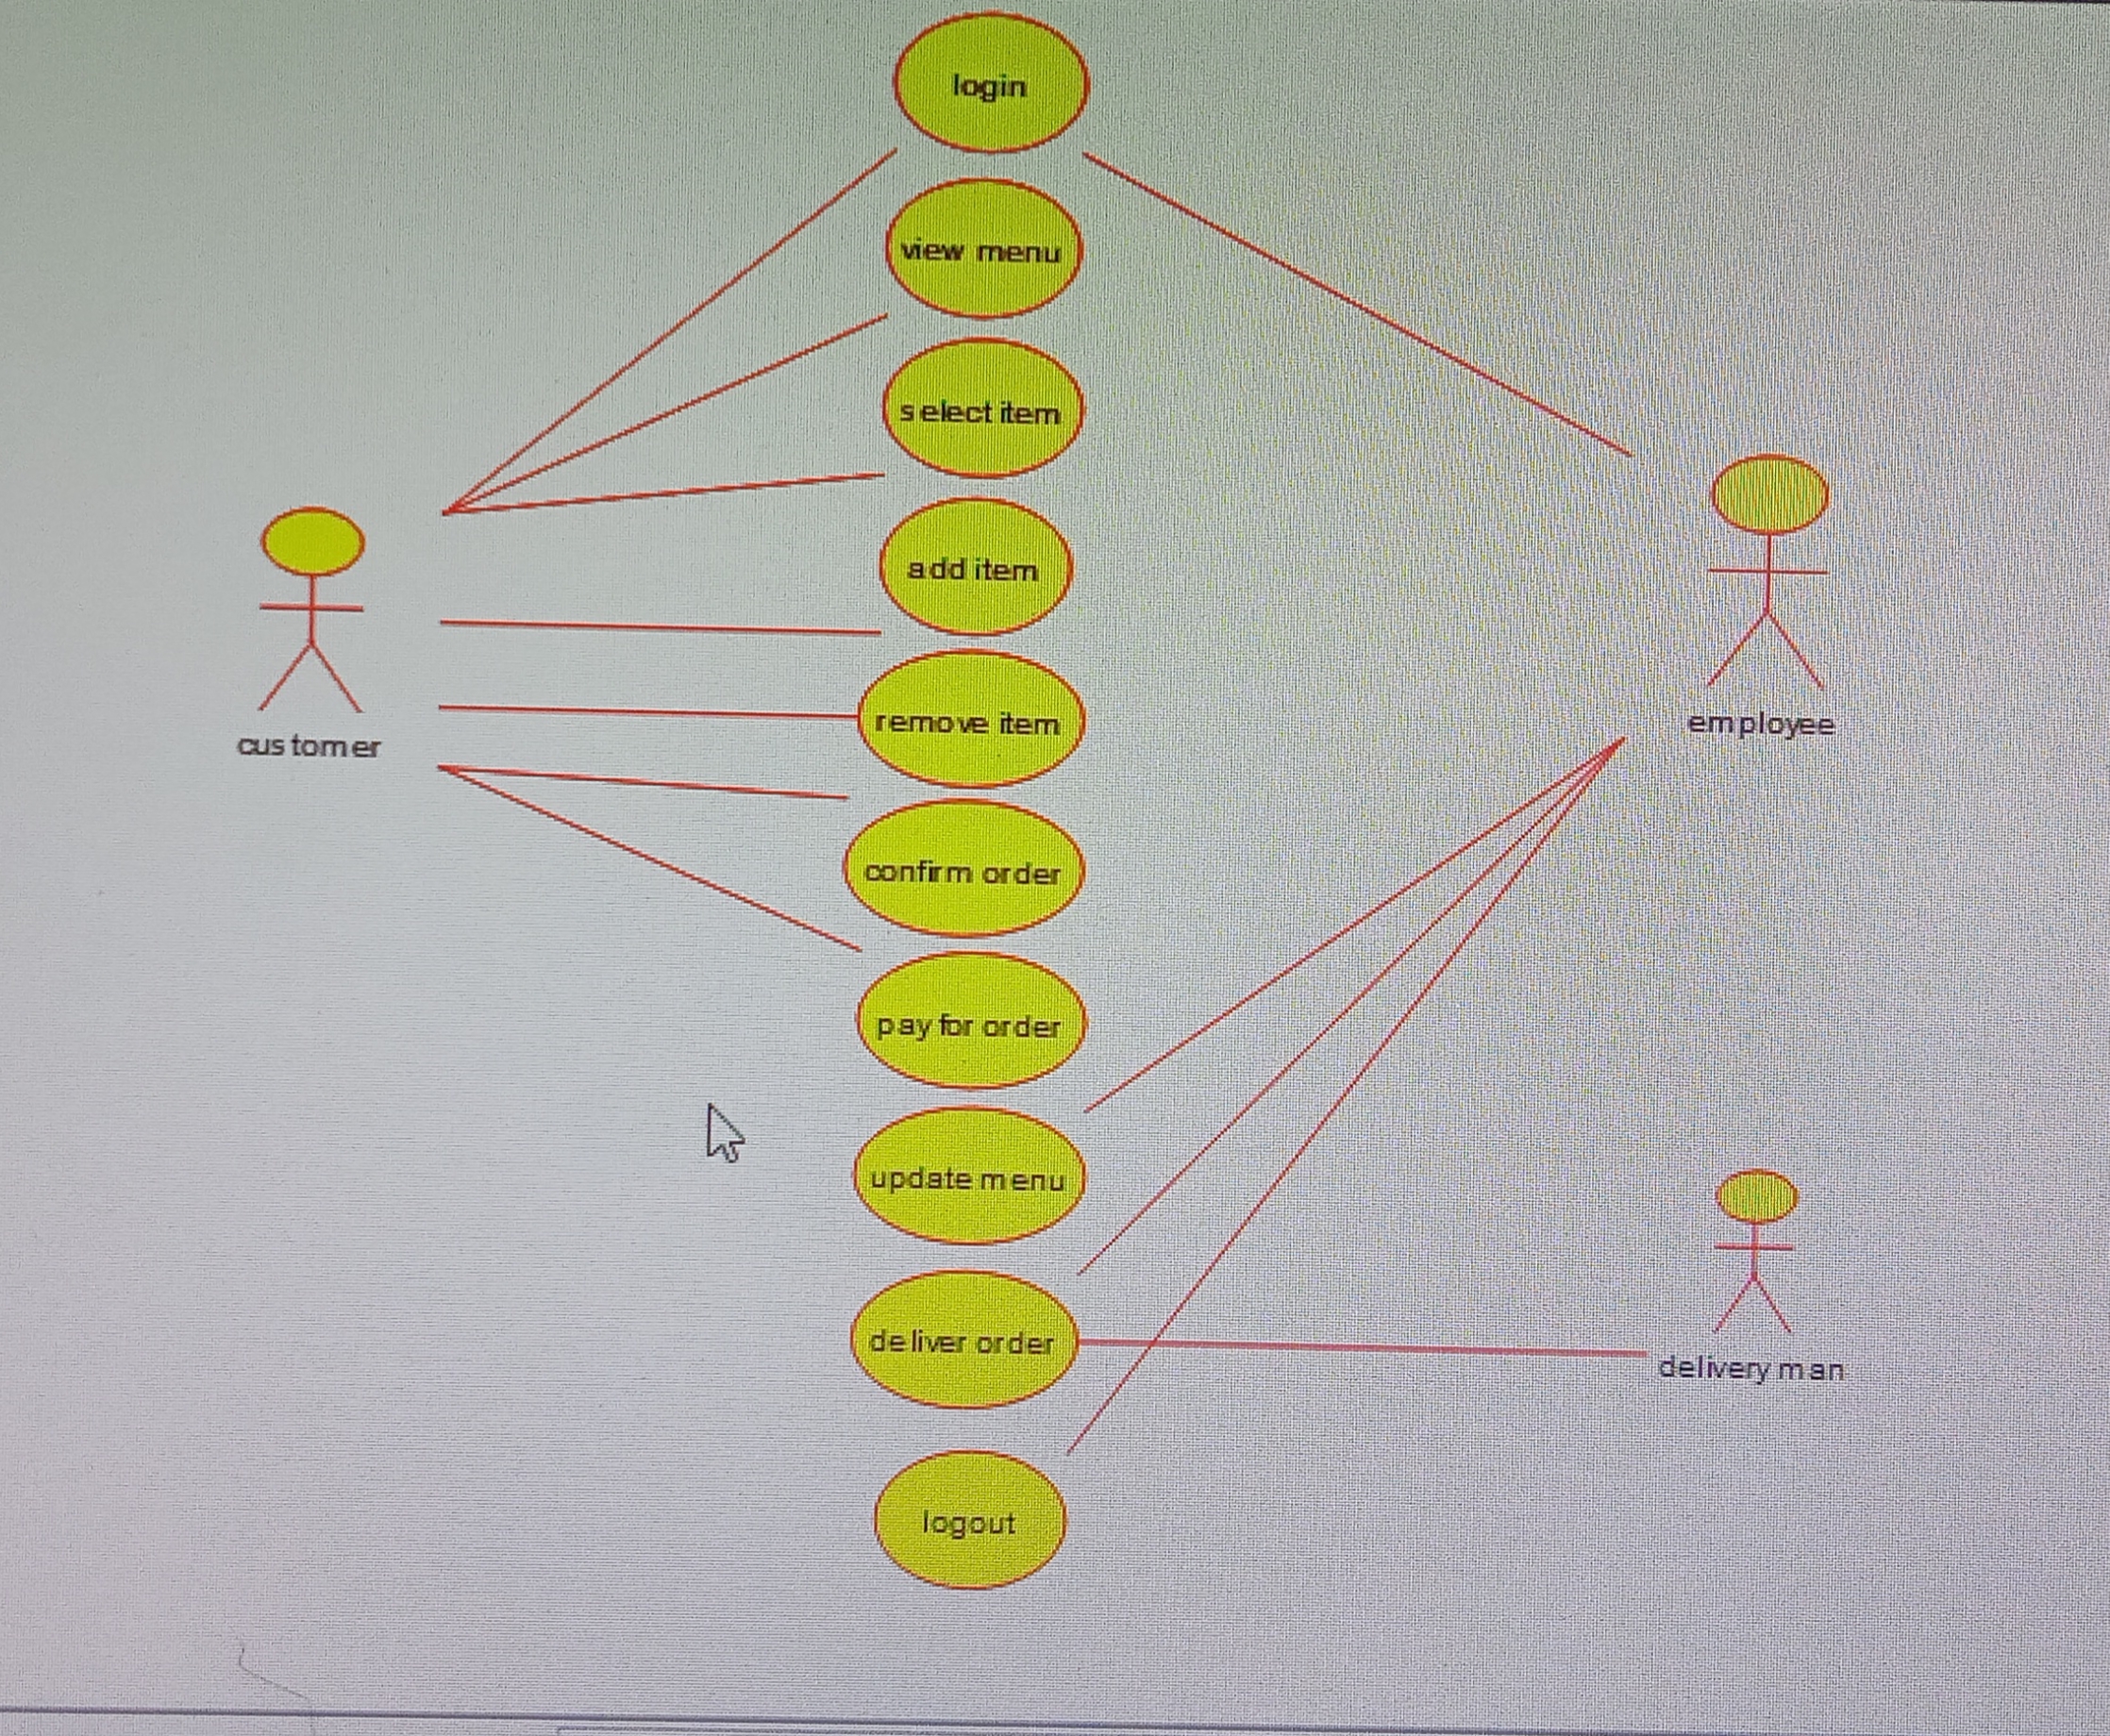 login
view menu
select item
add item
remove item
customer
employee
confirm order
pay for order
update menu
deliver order
delivery man
logout